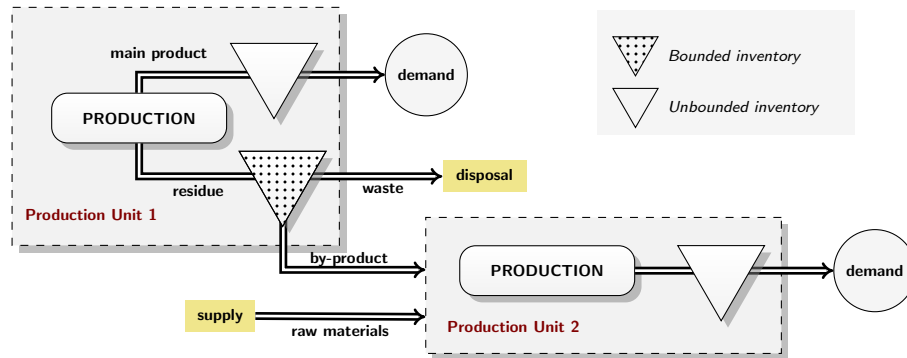 main product
demand
Bounded inventory
Unbounded inventory
PRODUCTION
residue
waste
disposal
Production Unit 1
by-product
PRODUCTION
demand
supply
raw materials
Production Unit 2